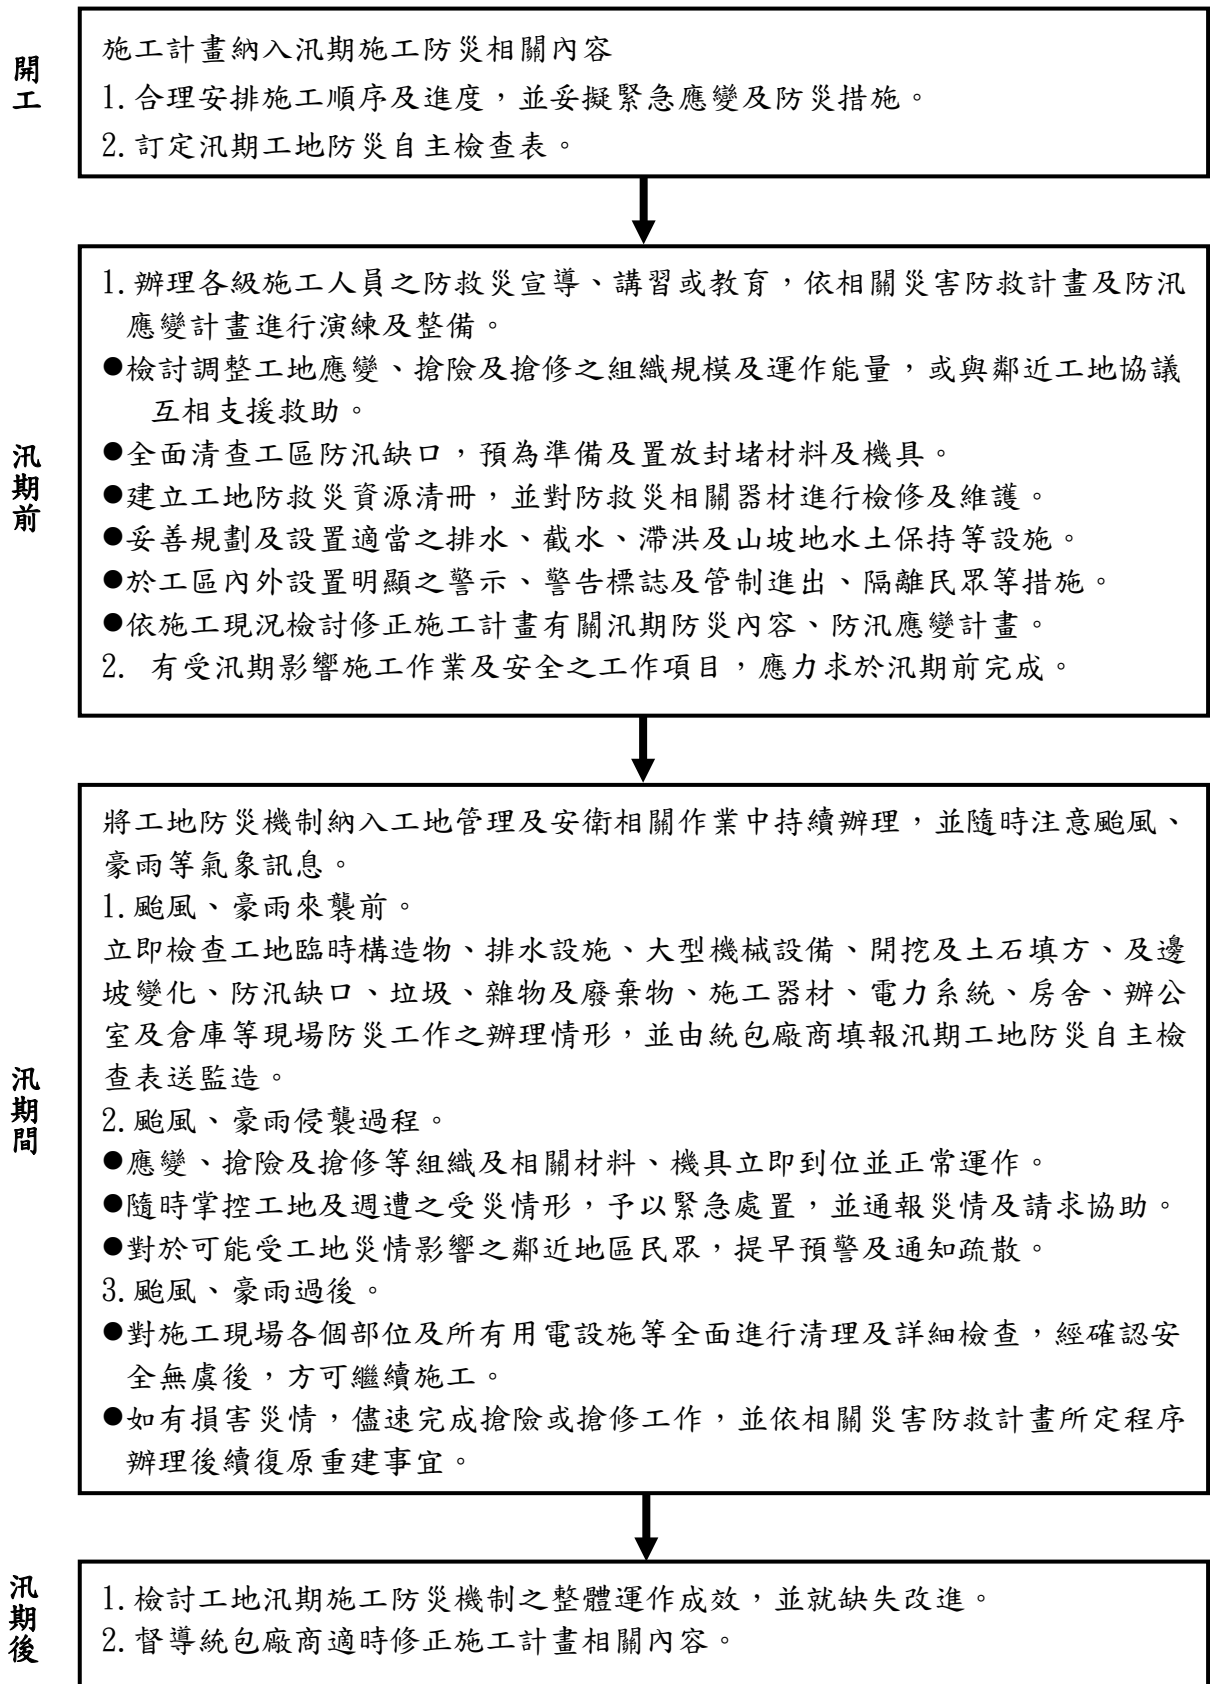 開工
施工計畫納入汛期施工防災相關內容
1.合理安排施工順序及進度，並妥擬緊急應變及防災措施。
2.訂定汛期工地防災自主檢查表。
汛期前
1.辦理各級施工人員之防救災宣導、講習或教育，依相關災害防救計畫及防汛
應變計畫進行演練及整備。
●檢討調整工地應變、搶險及搶修之組織規模及運作能量，或與鄰近工地協議
互相支援救助。
●全面清查工區防汛缺口，預為準備及置放封堵材料及機具。
●建立工地防救災資源清冊，並對防救災相關器材進行檢修及維護。
●妥善規劃及設置適當之排水、截水、滯洪及山坡地水土保持等設施。
●於工區內外設置明顯之警示、警告標誌及管制進出、隔離民眾等措施。
●依施工現況檢討修正施工計畫有關汛期防災內容、防汛應變計畫。
2. 有受汛期影響施工作業及安全之工作項目，應力求於汛期前完成。
汛期間
將工地防災機制納入工地管理及安衛相關作業中持續辦理，並隨時注意颱風、
豪雨等氣象訊息。
1.颱風、豪雨來襲前。
立即檢查工地臨時構造物、排水設施、大型機械設備、開挖及土石填方、及邊
坡變化、防汛缺口、垃圾、雜物及廢棄物、施工器材、電力系統、房舍、辦公
室及倉庫等現場防災工作之辦理情形，並由統包廠商填報汛期工地防災自主檢
查表送監造。
2.颱風、豪雨侵襲過程。
●應變、搶險及搶修等組織及相關材料、機具立即到位並正常運作。
●隨時掌控工地及週遭之受災情形，予以緊急處置，並通報災情及請求協助。
●對於可能受工地災情影響之鄰近地區民眾，提早預警及通知疏散。
3.颱風、豪雨過後。
●對施工現場各個部位及所有用電設施等全面進行清理及詳細檢查，經確認安
全無虞後，方可繼續施工。
●如有損害災情，儘速完成搶險或搶修工作，並依相關災害防救計畫所定程序
辦理後續復原重建事宜。
汛期後
1.檢討工地汛期施工防災機制之整體運作成效，並就缺失改進。
2.督導統包廠商適時修正施工計畫相關內容。